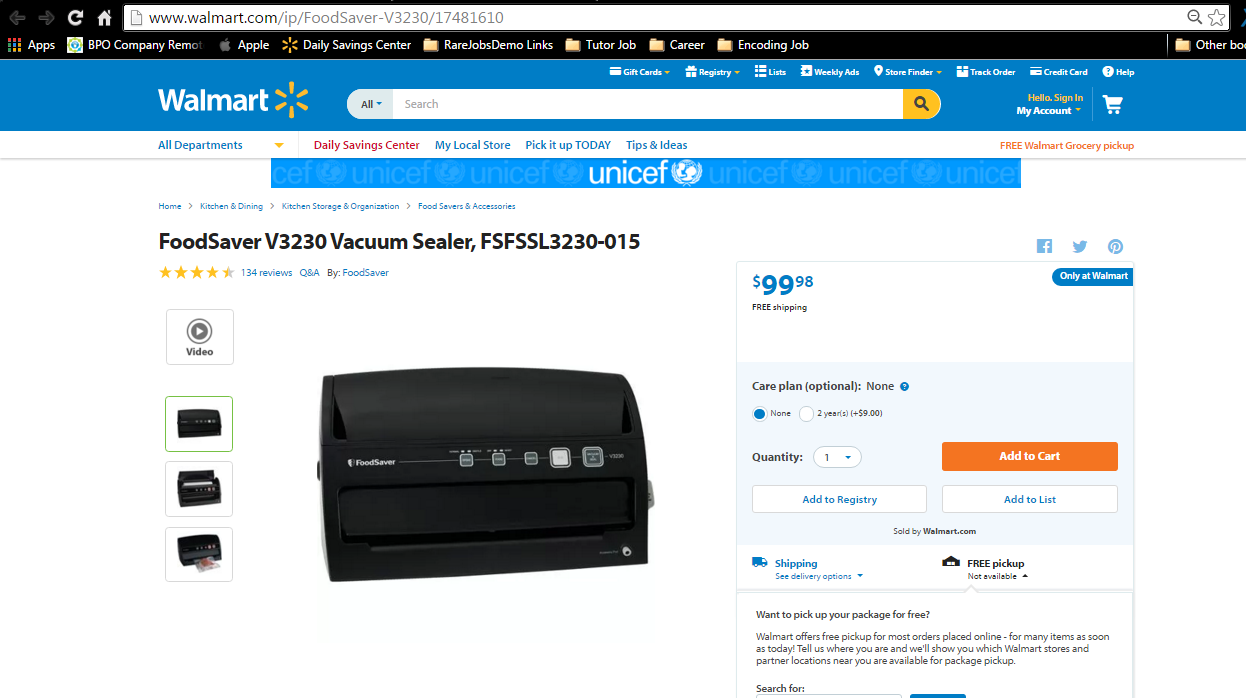 www.walmart.com/ip/FoodSaver-V3230/17481610
Apps BPO Company Remot Apple Daily Savings Center RareJobsDemo Links Tutor Job Career Encoding Job Other boo
Gift Cards Registry Lists Weekly Ads Store Finder Track Order Credit Card Help
Walmart All Search Hello. Sign In
My Account
All Departments Daily Savings Center My Local Store Pick it up TODAY Tips & Ideas FREE Walmart Grocery pickup
cef unicef unicef unicef unicef unicef unicef
Home > Kitchen & Dining > Kitchen Storage & Organization > Food Savers & Accessories
FoodSaver V3230 Vacuum Sealer, FSFSSL3230-015
134 reviews Q&A By: FoodSaver
Only at Walmart
$99.98
FREE shipping
Video
Care plan (optional): None
None 2 year(s) (+$9.00)
FoodSaver V3230
Quantity: 1 Add to Cart
Add to Registry Add to List
Sold by Walmart.com
Shipping FREE pickup
See delivery options Not available
Want to pick up your package for free?
Walmart offers free pickup for most orders placed online - for many items as soon
as today! Tell us where you are and we'll show you which Walmart stores and
partner locations near you are available for package pickup.
Search for: